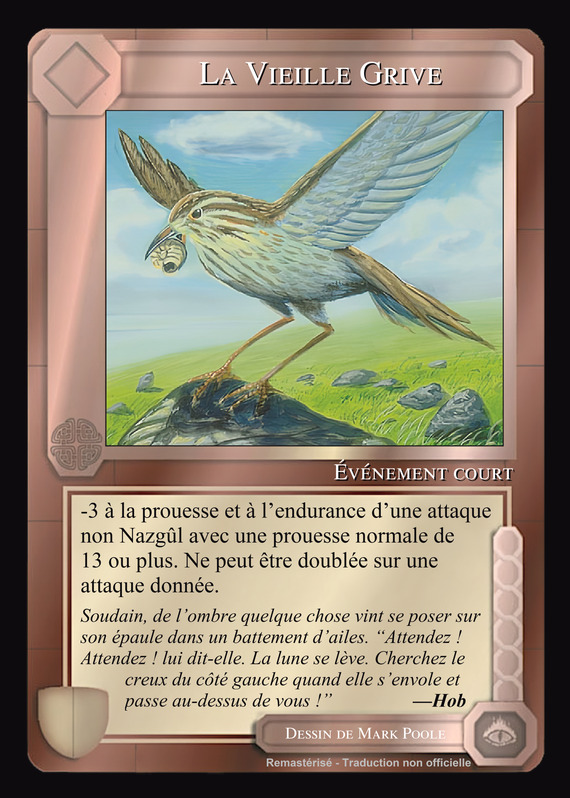 La Vieille Grive
Événement court
-3 à la prouesse et à l’endurance d’une attaque
non Nazgûl avec une prouesse normale de
13 ou plus. Ne peut être doublée sur une
attaque donnée.
Soudain, de l’ombre quelque chose vint se poser sur
son épaule dans un battement d’ailes. “Attendez !
Attendez ! lui dit-elle. La lune se lève. Cherchez le
creux du côté gauche quand elle s’envole et
passe au-dessus de vous !” —Hob
Dessin de Mark Poole
Remastérisé - Traduction non officielle